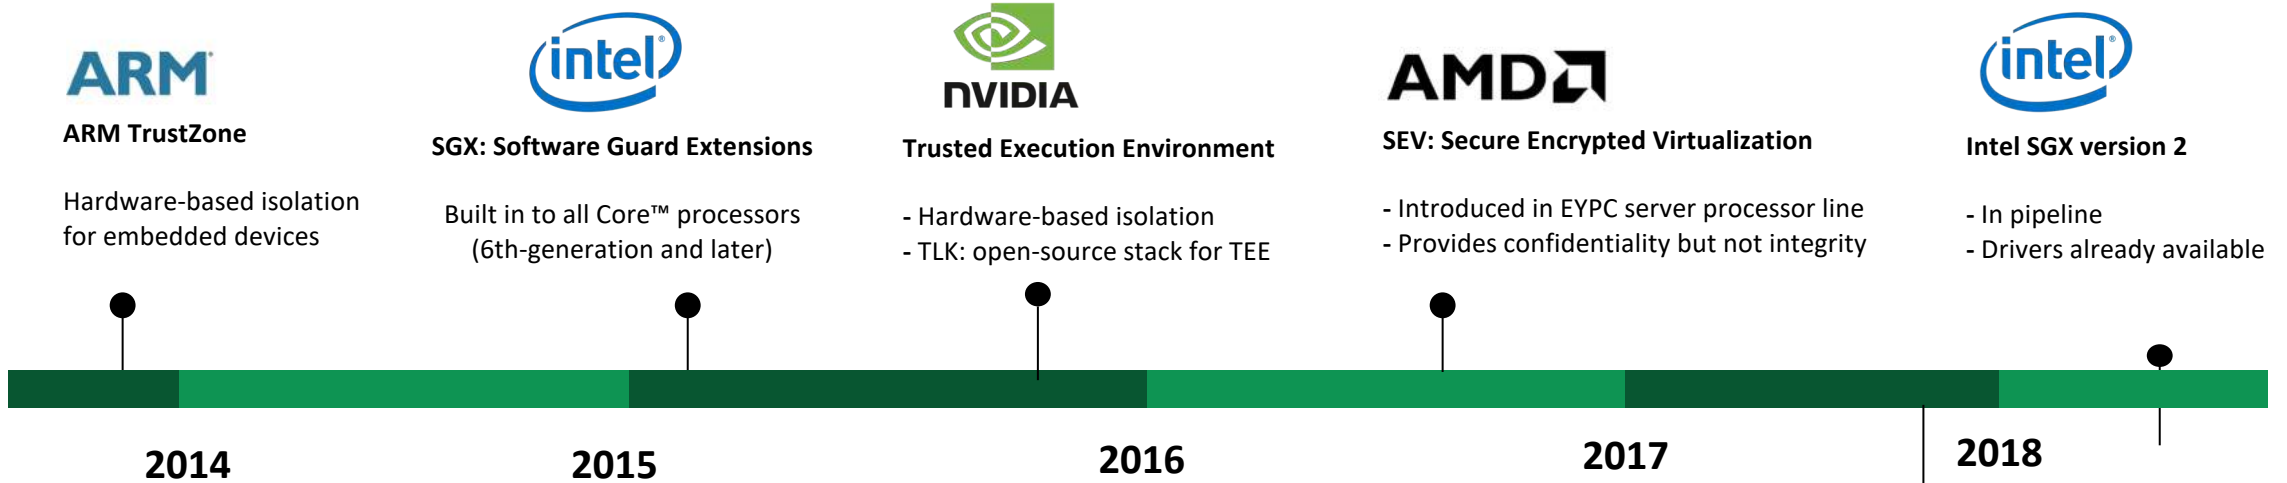 ARM
ARM TrustZone
Hardware-based isolation
for embedded devices
intel®
SGX: Software Guard Extensions
Built in to all Core™ processors
(6th-generation and later)
NVIDIA
Trusted Execution Environment
- Hardware-based isolation
- TLK: open-source stack for TEE
AMD
SEV: Secure Encrypted Virtualization
- Introduced in EYPC server processor line
- Provides confidentiality but not integrity
intel®
Intel SGX version 2
- In pipeline
- Drivers already available
2014
2015
2016
2017
2018